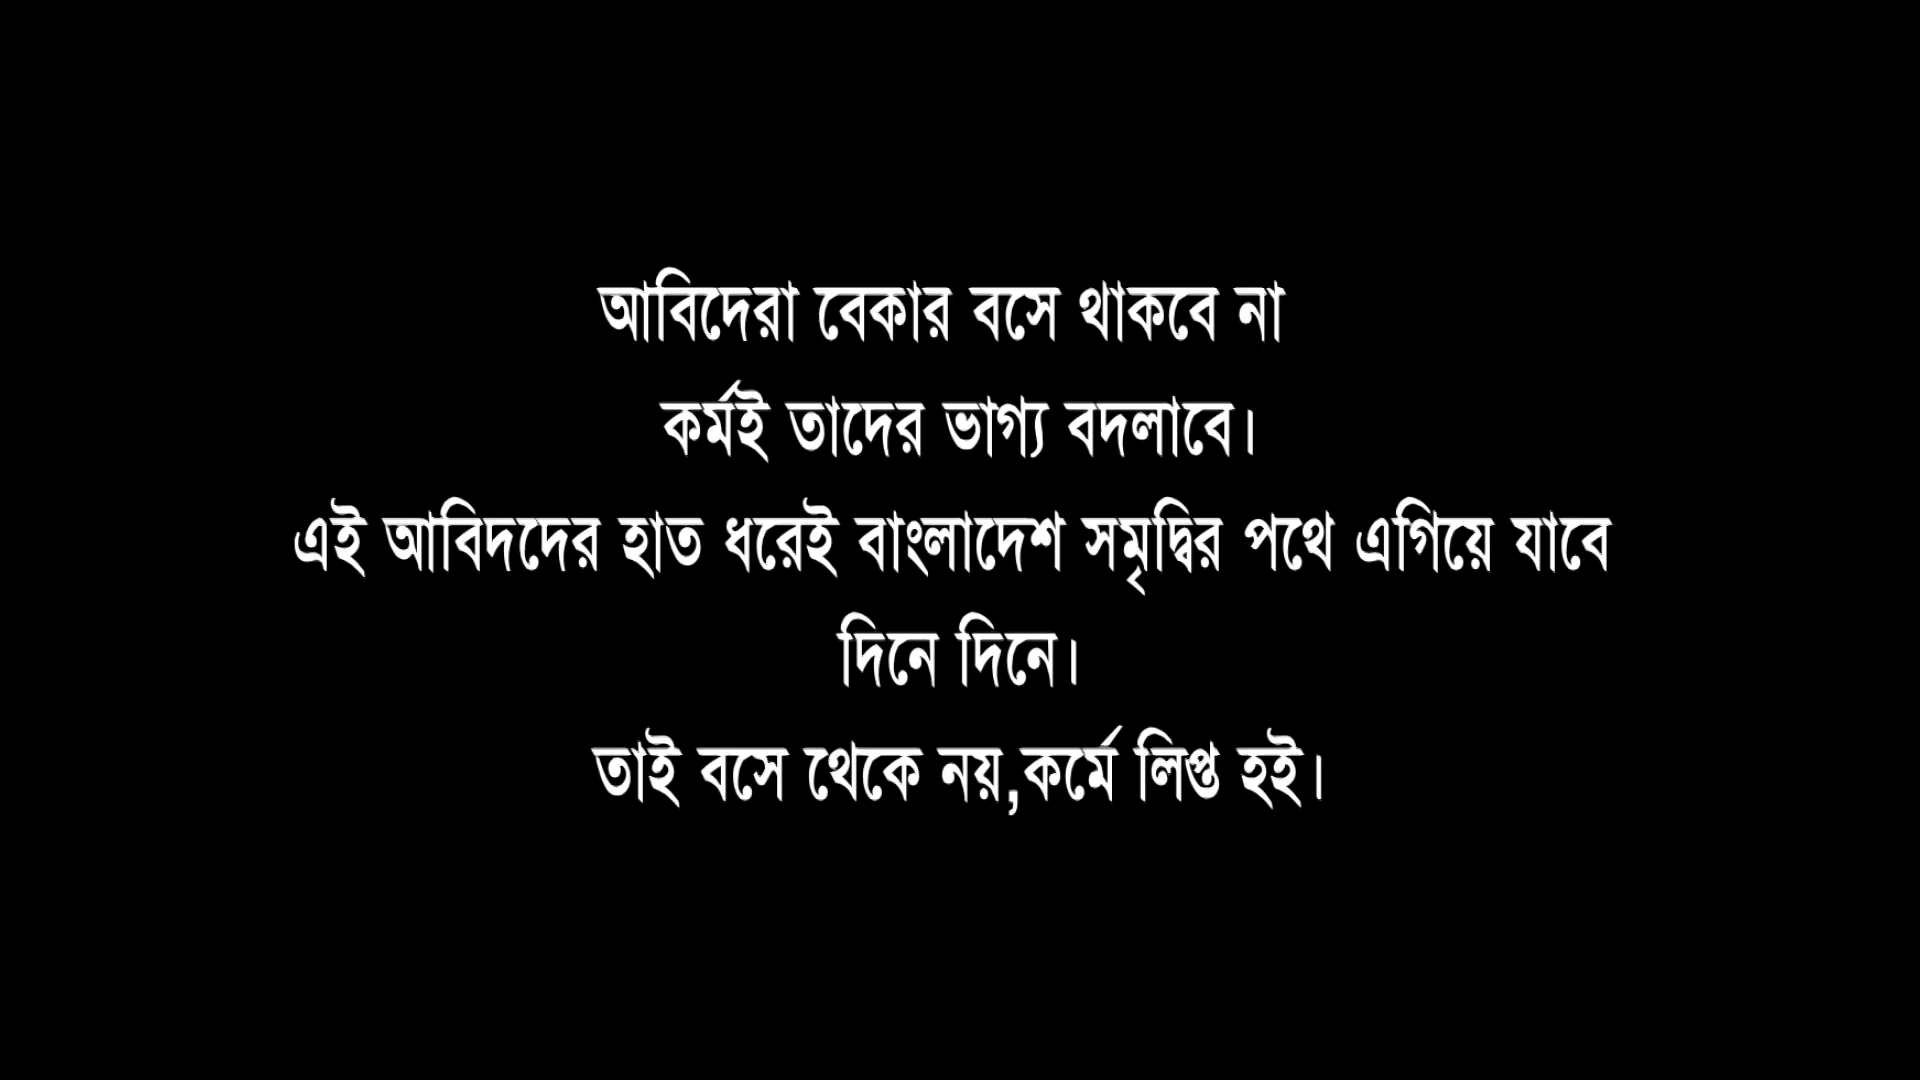 আবিদেরা বেকার বসে থাকবে না
কর্মই তাদের ভাগ্য বদলাবে।
এই আবিদদের হাত ধরেই বাংলাদেশ সমৃদ্বির পথে এগিয়ে যাবে
দিনে দিনে।
তাই বসে থেকে নয়,কর্মে লিপ্ত হই।